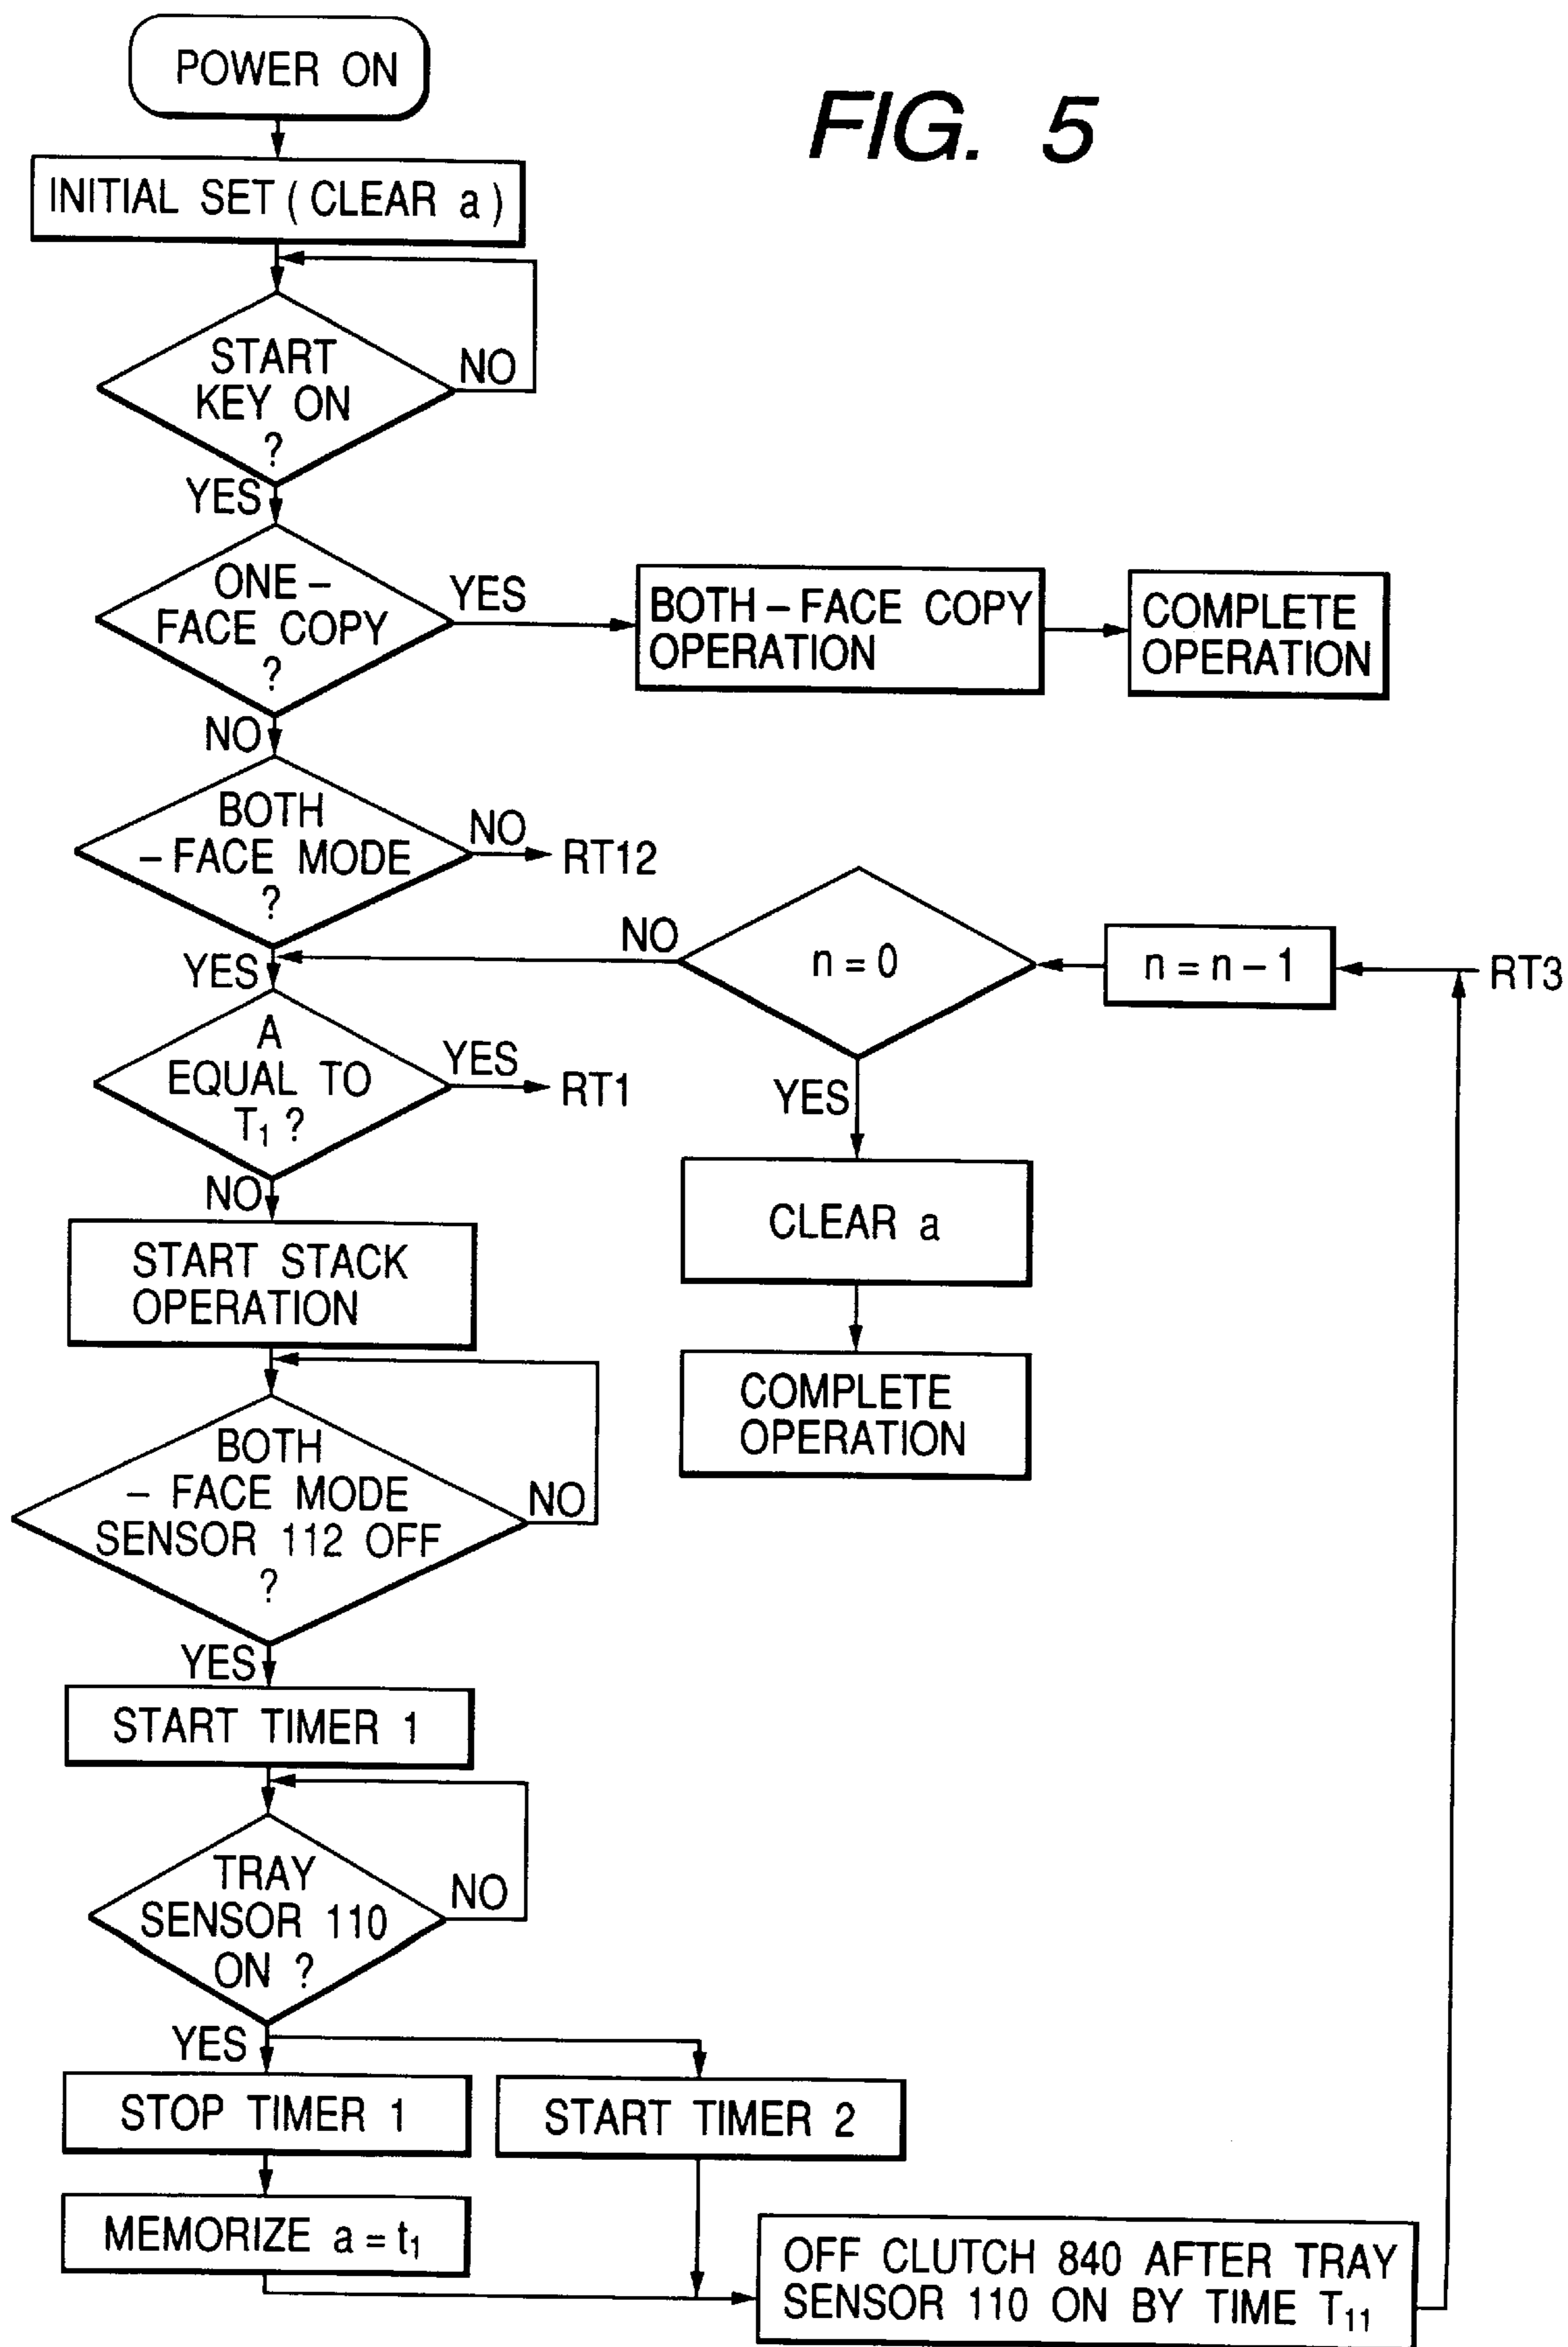 POWER ON
FIG. 5
INITIAL SET ( CLEAR a )
START
KEY ON
?
NO
YES
ONE –
FACE COPY
?
YES
BOTH – FACE COPY
OPERATION
COMPLETE
OPERATION
NO
BOTH
– FACE MODE
?
NO
RT12
YES
NO
n = 0
n = n – 1
RT3
A
EQUAL TO
T₁ ?
YES
RT1
YES
CLEAR a
COMPLETE
OPERATION
NO
START STACK
OPERATION
BOTH
– FACE MODE
SENSOR 112 OFF
?
NO
YES
START TIMER 1
TRAY
SENSOR 110
ON ?
NO
YES
STOP TIMER 1
START TIMER 2
MEMORIZE a = t₁
OFF CLUTCH 840 AFTER TRAY
SENSOR 110 ON BY TIME T₁₁